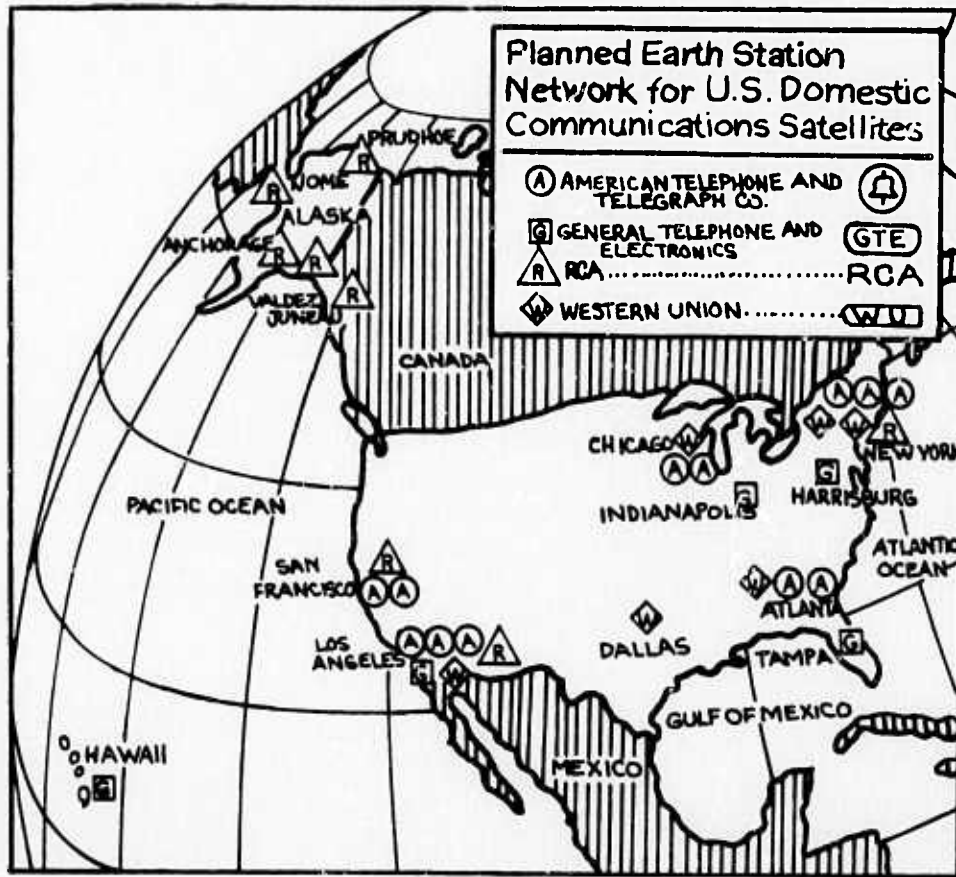 Planned Earth Station
Network for U.S. Domestic
Communications Satellites
A AMERICAN TELEPHONE AND
TELEGRAPH CO.
G GENERAL TELEPHONE AND
ELECTRONICS
GTE
R RCA ............... RCA
W WESTERN UNION ........ WU
PRUDHOE
R
R
NOME
ALASKA
ANCHORAGE
R
R
VALDEZ
R
JUNEAU
CANADA
A A A
CHICAGO W
W W R
A A
NEW YORK
G
G
HARRISBURG
INDIANAPOLIS
PACIFIC OCEAN
ATLANTIC
OCEAN
R
SAN
FRANCISCO
A A
W A A
ATLANTA
W
LOS
ANGELES
A A A R
DALLAS
G
TAMPA
G W
GULF OF MEXICO
HAWAII
MEXICO
G